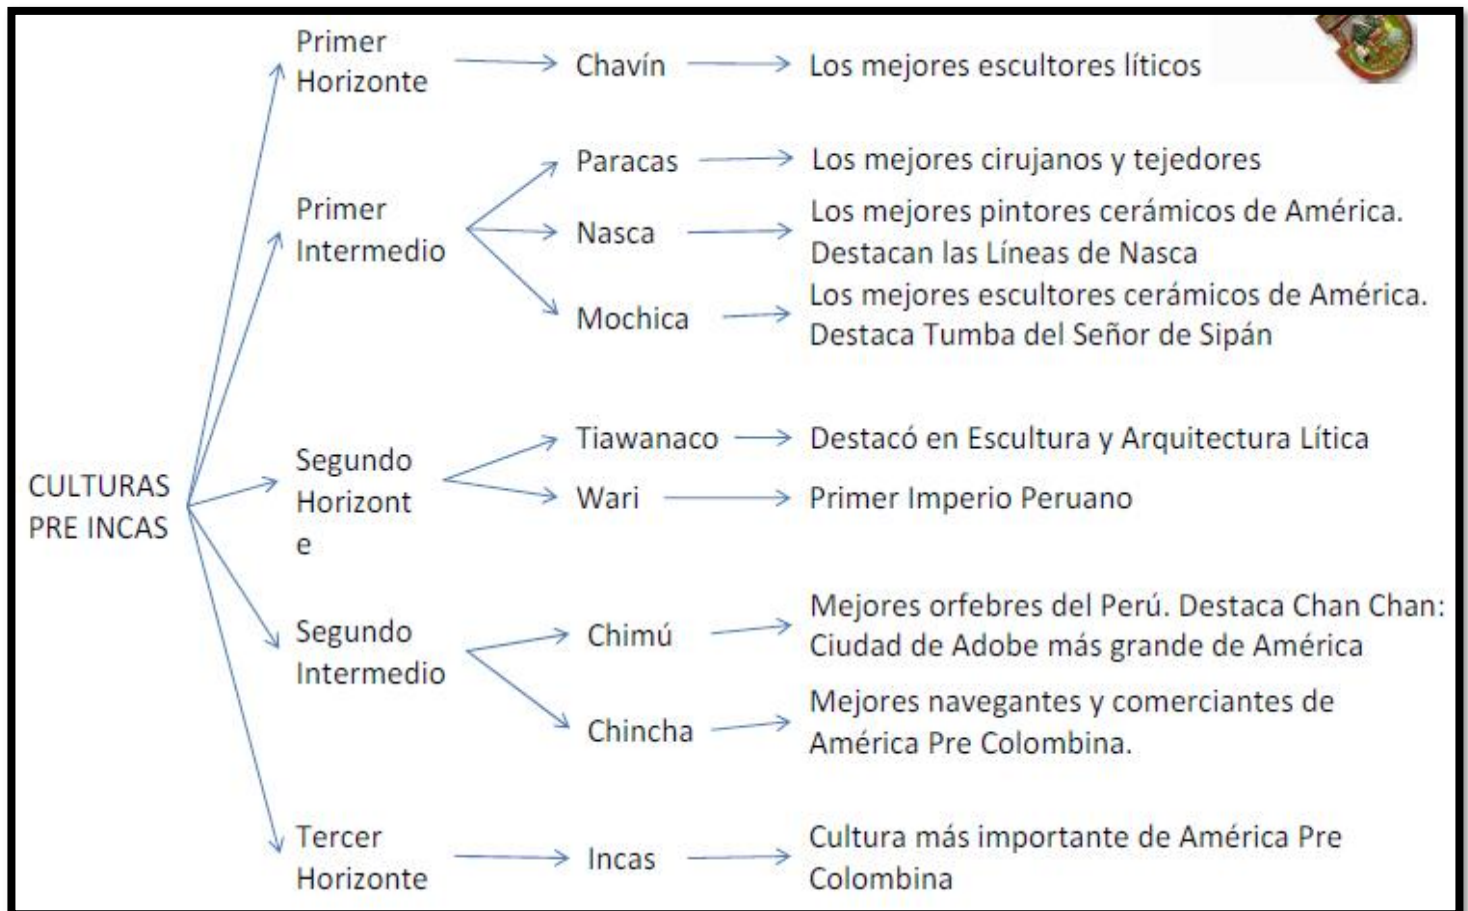 Primer
Horizonte
Chavín
Los mejores escultores líticos
Primer
Intermedio
Paracas
Los mejores cirujanos y tejedores
Nasca
Los mejores pintores cerámicos de América.
Destacan las Líneas de Nasca
Mochica
Los mejores escultores cerámicos de América.
Destaca Tumba del Señor de Sipán
CULTURAS
PRE INCAS
Segundo
Horizont
e
Tiawanaco
Destacó en Escultura y Arquitectura Lítica
Wari
Primer Imperio Peruano
Segundo
Intermedio
Chimú
Mejores orfebres del Perú. Destaca Chan Chan:
Ciudad de Adobe más grande de América
Chincha
Mejores navegantes y comerciantes de
América Pre Colombina.
Tercer
Horizonte
Incas
Cultura más importante de América Pre
Colombina